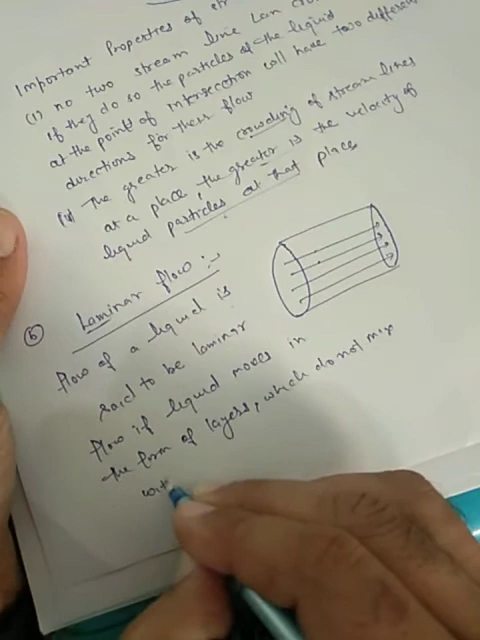 Important Properties of
(i) no two stream line can
if they do so the particles of the liquid
at the point of intersection will have two different
directions for their flow
(ii) The greater is the crowding of stream lines
at a place, the greater is the velocity of
liquid particles at that place
(5) Laminar flow :-
flow of a liquid is
said to be laminar
flow if liquid moves in
the form of layers, which do not mix
wit